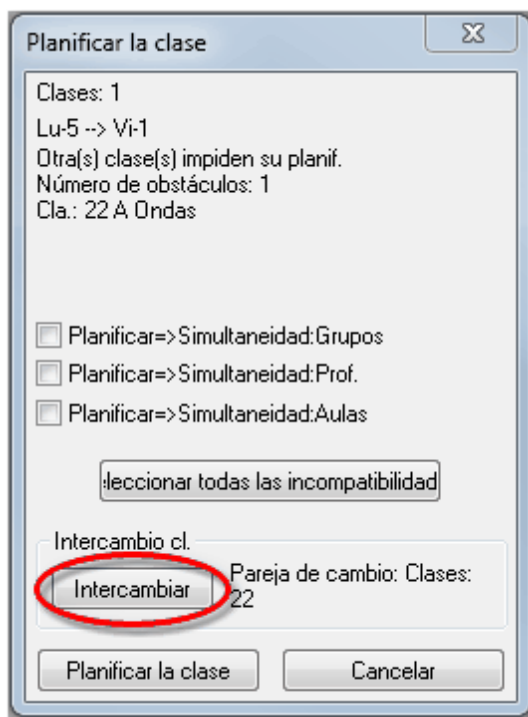 Planificar la clase
Clases: 1
Lu-5 --> Vi-1
Otra(s) clase(s) impiden su planif.
Número de obstáculos: 1
Cla.: 22 A Ondas
Planificar=>Simultaneidad:Grupos
Planificar=>Simultaneidad:Prof.
Planificar=>Simultaneidad:Aulas
leccionar todas las incompatibilidad
Intercambio cl.
Intercambiar
Pareja de cambio: Clases:
22
Planificar la clase
Cancelar